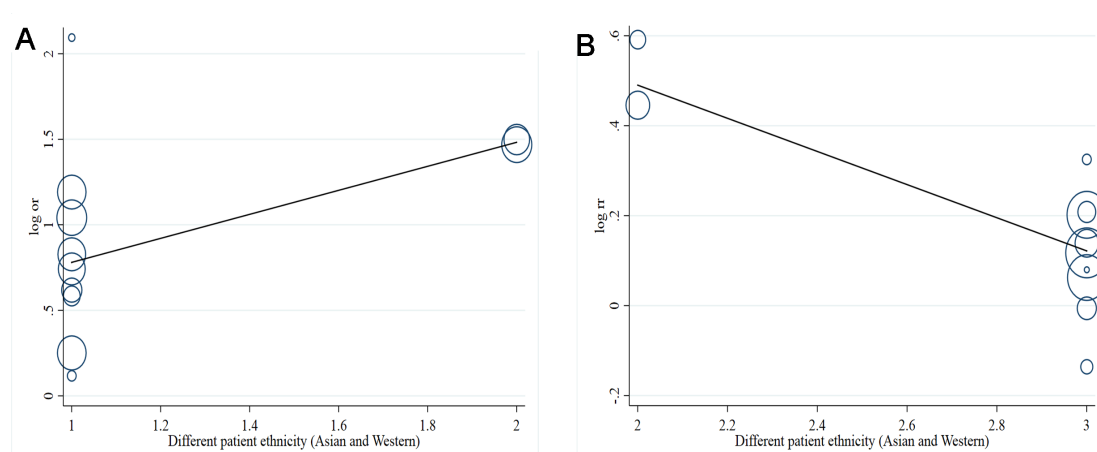 A
log or
2
1.5
1
.5
0
1 1.2 1.4 1.6 1.8 2
Different patient ethnicity (Asian and Western)
B
log rr
.6
.4
.2
0
-.2
2 2.2 2.4 2.6 2.8 3
Different patient ethnicity (Asian and Western)